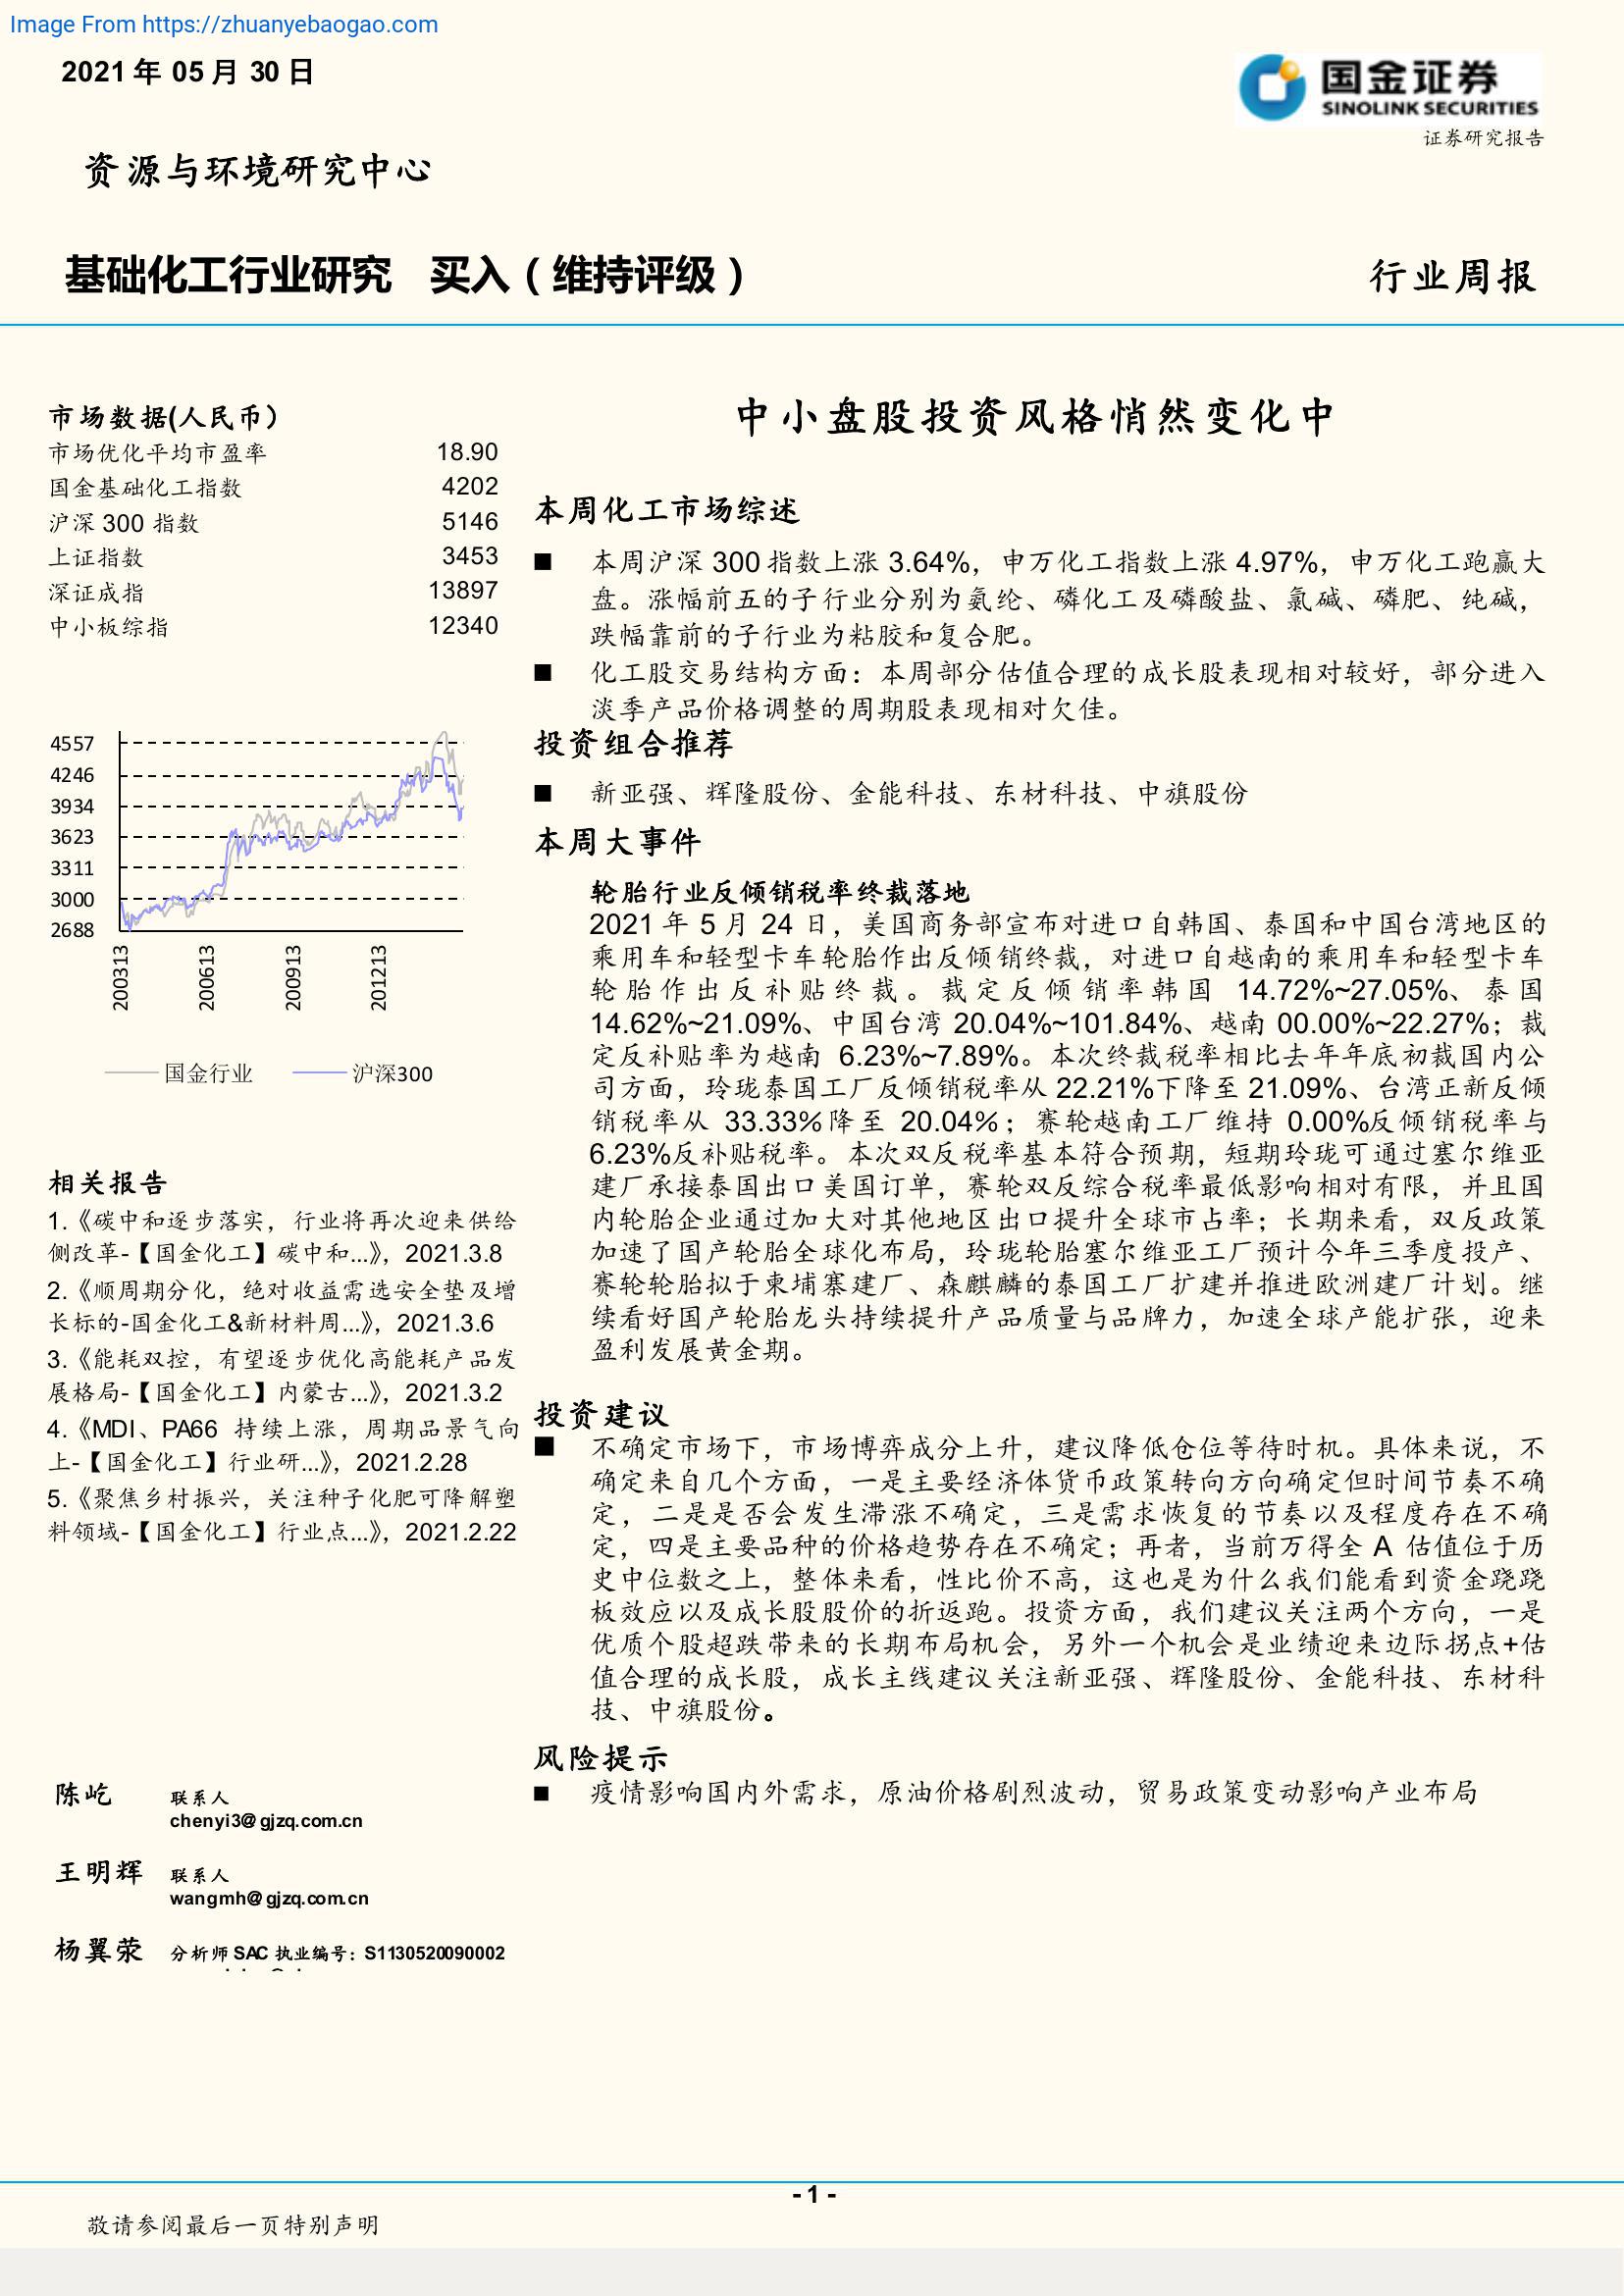 Image From https://zhuanyebaogao.com
2021 年 05 月 30 日
国金证券
SINOLINK SECURITIES
证券研究报告
资源与环境研究中心
基础化工行业研究 买入（维持评级）
行业周报
市场数据(人民币）
市场优化平均市盈率 18.90
国金基础化工指数 4202
沪深 300 指数 5146
上证指数 3453
深证成指 13897
中小板综指 12340
4557
4246
3934
3623
3311
3000
2688
200313
200613
200913
201213
国金行业 沪深300
相关报告
1.《碳中和逐步落实，行业将再次迎来供给
侧改革-【国金化工】碳中和...》，2021.3.8
2.《顺周期分化，绝对收益需选安全垫及增
长标的-国金化工&新材料周...》，2021.3.6
3.《能耗双控，有望逐步优化高能耗产品发
展格局-【国金化工】内蒙古...》，2021.3.2
4.《MDI、PA66 持续上涨，周期品景气向
上-【国金化工】行业研...》，2021.2.28
5.《聚焦乡村振兴，关注种子化肥可降解塑
料领域-【国金化工】行业点...》，2021.2.22
陈屹 联系人
chenyi3@gjzq.com.cn
王明辉 联系人
wangmh@gjzq.com.cn
杨翼荥 分析师 SAC 执业编号：S1130520090002
中小盘股投资风格悄然变化中
本周化工市场综述
■ 本周沪深 300 指数上涨 3.64%，申万化工指数上涨 4.97%，申万化工跑赢大
盘。涨幅前五的子行业分别为氨纶、磷化工及磷酸盐、氯碱、磷肥、纯碱，
跌幅靠前的子行业为粘胶和复合肥。
■ 化工股交易结构方面：本周部分估值合理的成长股表现相对较好，部分进入
淡季产品价格调整的周期股表现相对欠佳。
投资组合推荐
■ 新亚强、辉隆股份、金能科技、东材科技、中旗股份
本周大事件
轮胎行业反倾销税率终裁落地
2021 年 5 月 24 日，美国商务部宣布对进口自韩国、泰国和中国台湾地区的
乘用车和轻型卡车轮胎作出反倾销终裁，对进口自越南的乘用车和轻型卡车
轮胎作出反补贴终裁。裁定反倾销率韩国 14.72%~27.05%、泰国
14.62%~21.09%、中国台湾 20.04%~101.84%、越南 00.00%~22.27%；裁
定反补贴率为越南 6.23%~7.89%。本次终裁税率相比去年年底初裁国内公
司方面，玲珑泰国工厂反倾销税率从 22.21%下降至 21.09%、台湾正新反倾
销税率从 33.33%降至 20.04%；赛轮越南工厂维持 0.00%反倾销税率与
6.23%反补贴税率。本次双反税率基本符合预期，短期玲珑可通过塞尔维亚
建厂承接泰国出口美国订单，赛轮双反综合税率最低影响相对有限，并且国
内轮胎企业通过加大对其他地区出口提升全球市占率；长期来看，双反政策
加速了国产轮胎全球化布局，玲珑轮胎塞尔维亚工厂预计今年三季度投产、
赛轮轮胎拟于柬埔寨建厂、森麒麟的泰国工厂扩建并推进欧洲建厂计划。继
续看好国产轮胎龙头持续提升产品质量与品牌力，加速全球产能扩张，迎来
盈利发展黄金期。
投资建议
■ 不确定市场下，市场博弈成分上升，建议降低仓位等待时机。具体来说，不
确定来自几个方面，一是主要经济体货币政策转向方向确定但时间节奏不确
定，二是是否会发生滞涨不确定，三是需求恢复的节奏以及程度存在不确
定，四是主要品种的价格趋势存在不确定；再者，当前万得全 A 估值位于历
史中位数之上，整体来看，性比价不高，这也是为什么我们能看到资金跷跷
板效应以及成长股股价的折返跑。投资方面，我们建议关注两个方向，一是
优质个股超跌带来的长期布局机会，另外一个机会是业绩迎来边际拐点+估
值合理的成长股，成长主线建议关注新亚强、辉隆股份、金能科技、东材科
技、中旗股份。
风险提示
■ 疫情影响国内外需求，原油价格剧烈波动，贸易政策变动影响产业布局
- 1 -
敬请参阅最后一页特别声明